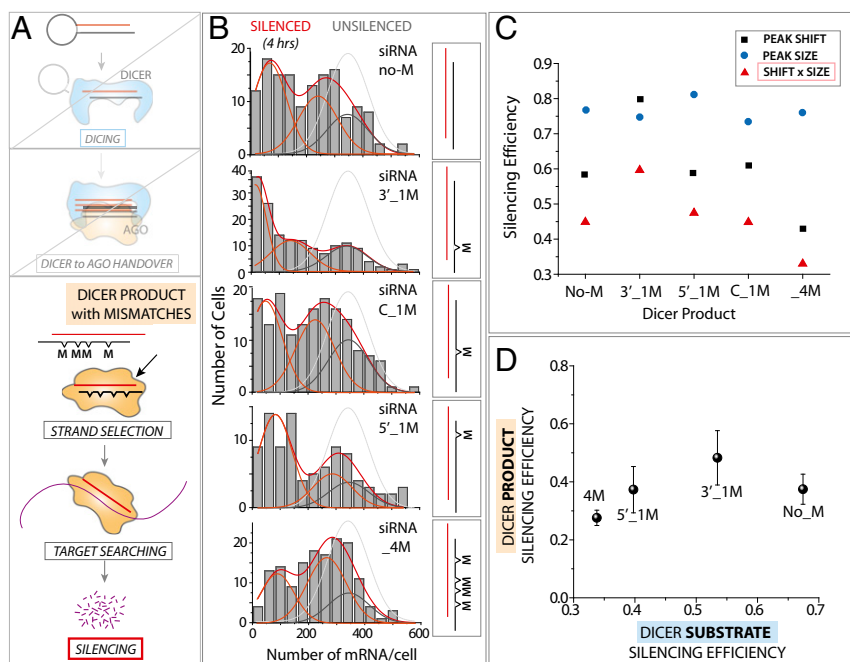 A
DICER
DICING
AGO
DICER to AGO HANDOVER
DICER PRODUCT
with MISMATCHES
M MM M
STRAND SELECTION
TARGET SEARCHING
SILENCING
B
SILENCED UNSILENCED
(4 hrs)
Number of Cells
20
15
10
5
0
siRNA
no-M
40
30
20
10
0
siRNA
3'_1M
M
20
15
10
5
0
siRNA
C_1M
M
10
5
0
siRNA
5'_1M
M
20
10
0
siRNA
_4M
M
MM
M
0 200 400 600
Number of mRNA/cell
C
PEAK SHIFT
PEAK SIZE
SHIFT x SIZE
Silencing Efficiency
0.9
0.8
0.7
0.6
0.5
0.4
0.3
No-M 3'_1M 5'_1M C_1M _4M
Dicer Product
D
DICER PRODUCT
SILENCING EFFICIENCY
0.8
0.6
0.4
0.2
0.0
4M
5'_1M
3'_1M
No_M
0.3 0.4 0.5 0.6 0.7
DICER SUBSTRATE
SILENCING EFFICIENCY